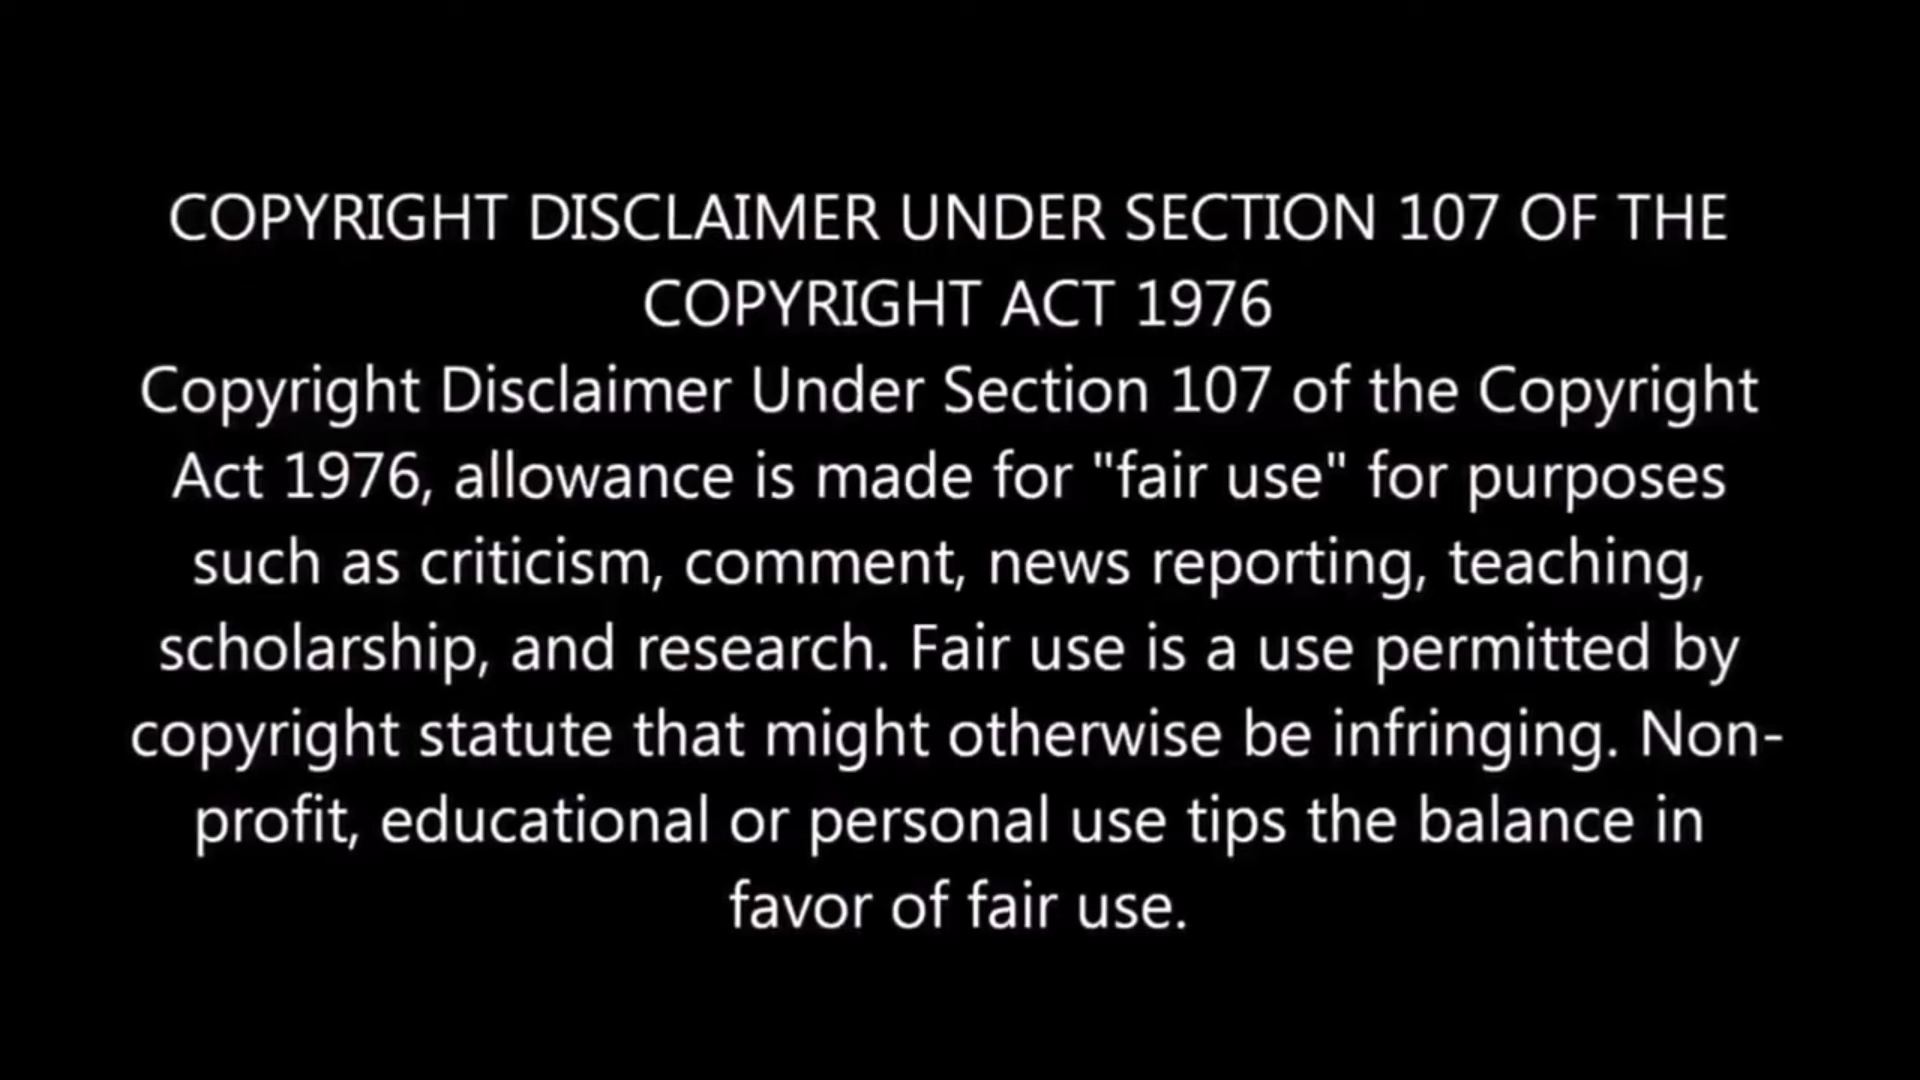 COPYRIGHT DISCLAIMER UNDER SECTION 107 OF THE
COPYRIGHT ACT 1976
Copyright Disclaimer Under Section 107 of the Copyright
Act 1976, allowance is made for "fair use" for purposes
such as criticism, comment, news reporting, teaching,
scholarship, and research. Fair use is a use permitted by
copyright statute that might otherwise be infringing. Non-
profit, educational or personal use tips the balance in
favor of fair use.